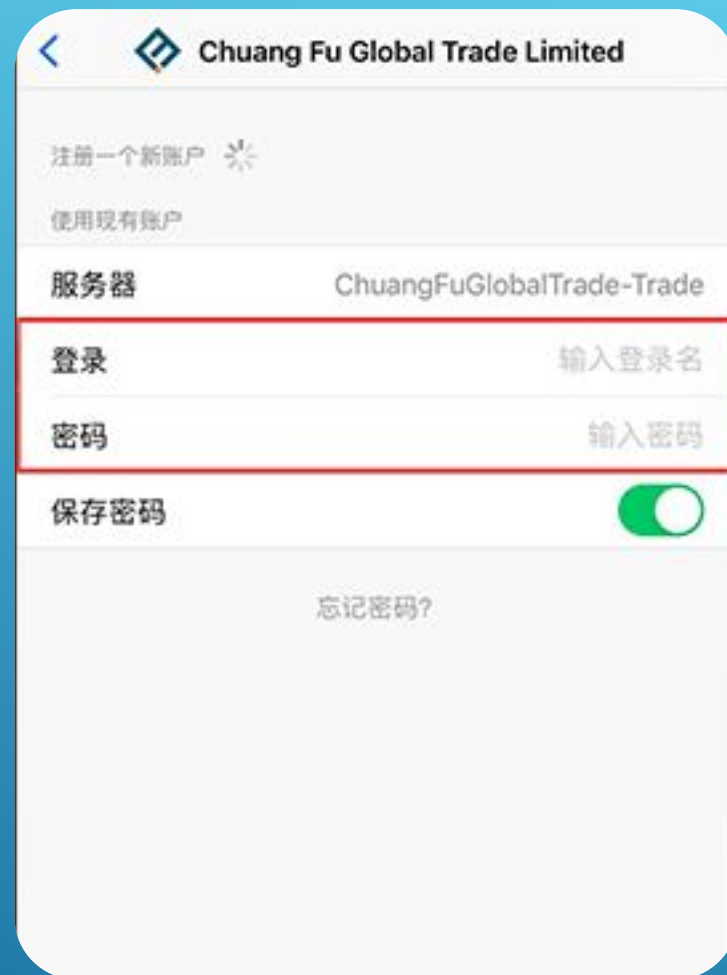 Chuang Fu Global Trade Limited
注册一个新账户
使用现有账户
服务器 ChuangFuGlobalTrade-Trade
登录 输入登录名
密码 输入密码
保存密码
忘记密码?